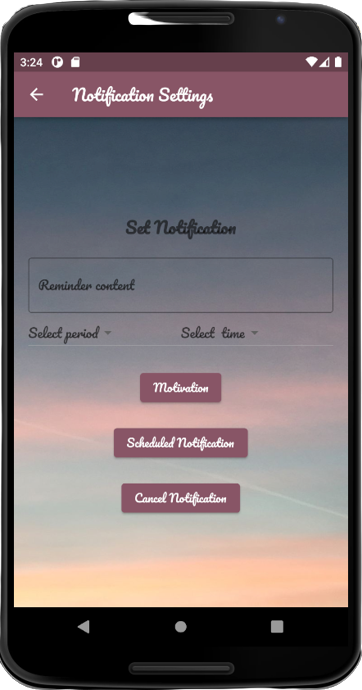 3:24
Notification Settings
Set Notification
Reminder content
Select period Select time
Motivation
Scheduled Notification
Cancel Notification